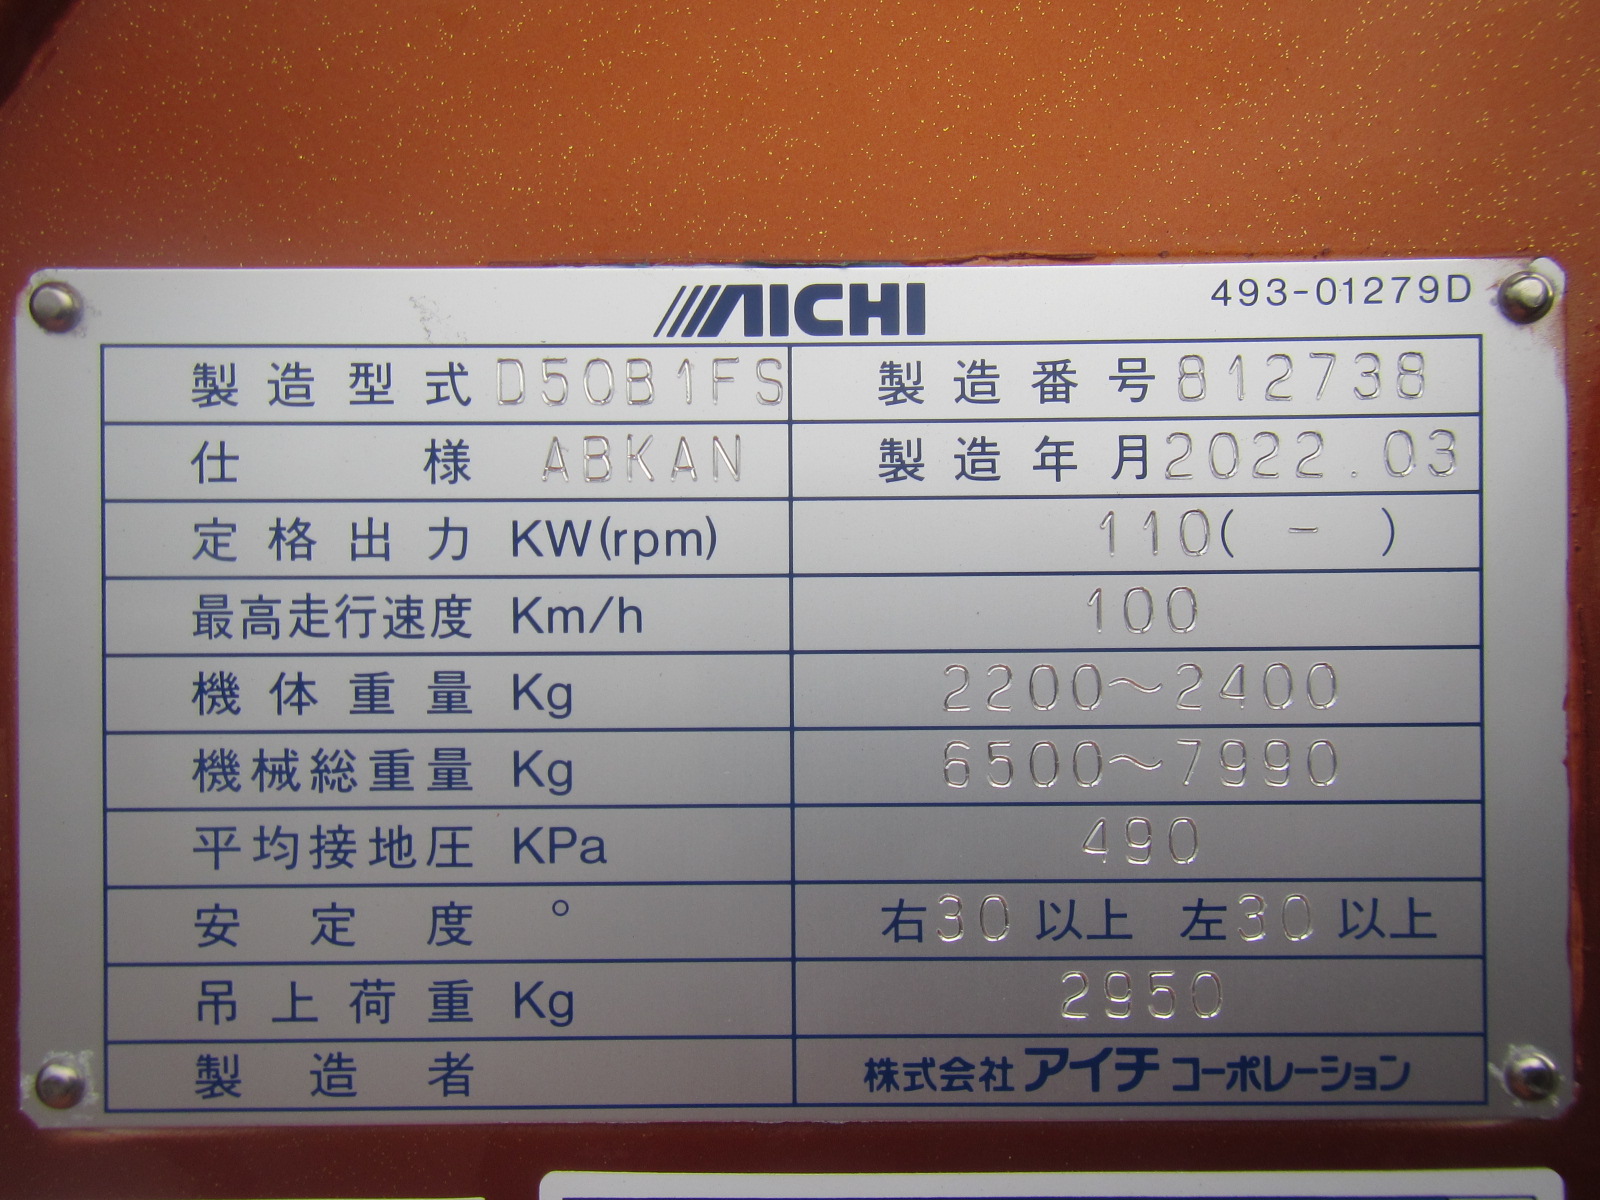 AICHI
493-01279D
製造型式 D50B1FS 製造番号 812738
仕様 ABKAN 製造年月 2022.03
定格出力 KW(rpm) 110( - )
最高走行速度 Km/h 100
機体重量 Kg 2200～2400
機械総重量 Kg 6500～7990
平均接地圧 KPa 490
安定度 ° 右30以上 左30以上
吊上荷重 Kg 2950
製造者 株式会社アイチコーポレーション